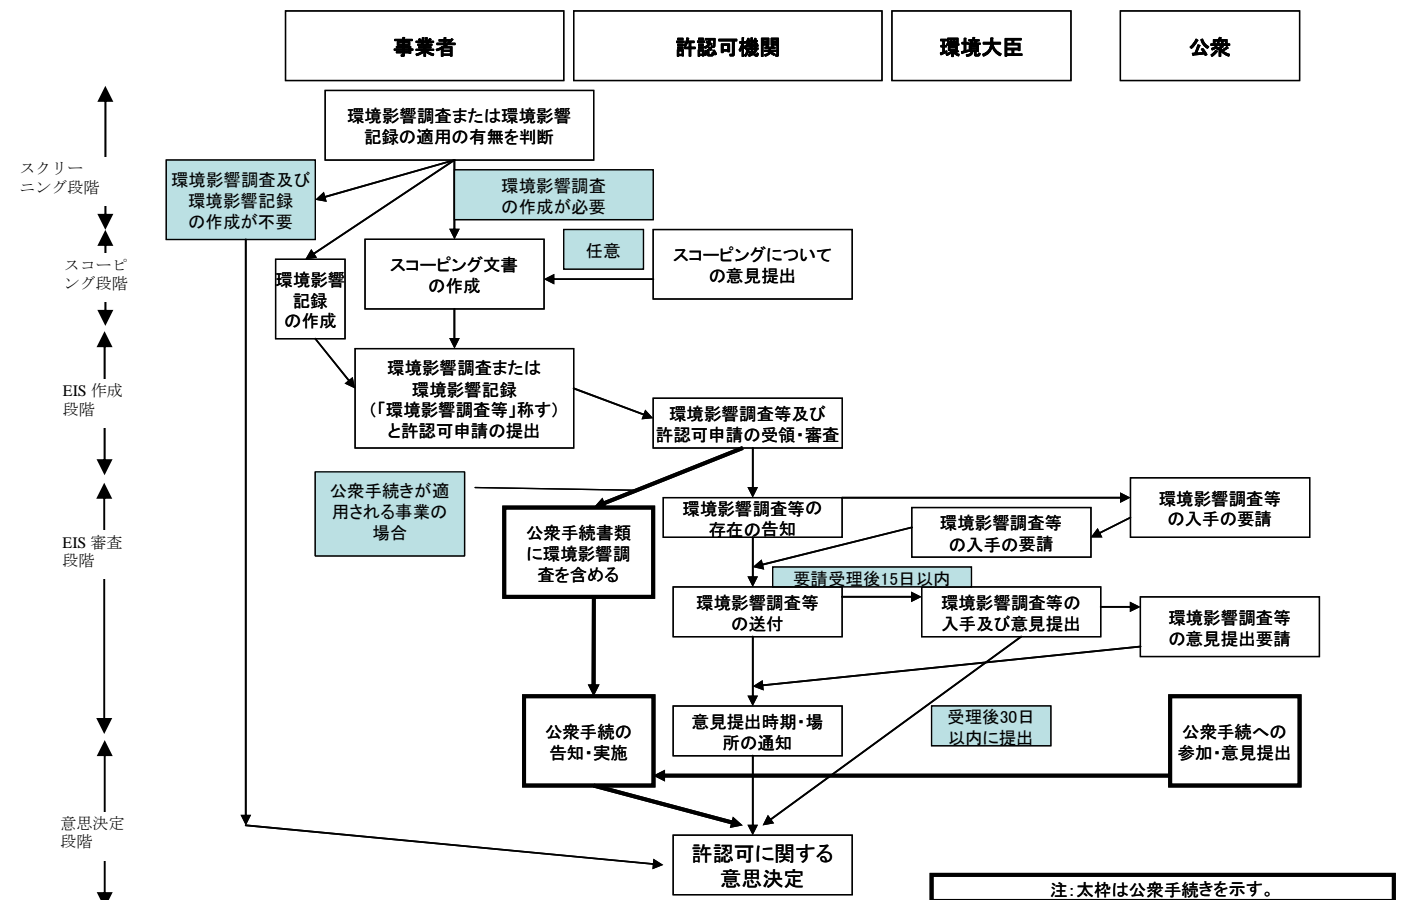 事業者
許認可機関
環境大臣
公衆
スクリー
ニング段階
環境影響調査または環境影響
記録の適用の有無を判断
環境影響調査及び
環境影響記録
の作成が不要
環境影響調査
の作成が必要
スコーピ
ング段階
環境影響
記録
の作成
スコーピング文書
の作成
任意
スコーピングについて
の意見提出
EIS 作成
段階
環境影響調査または
環境影響記録
(「環境影響調査等」称す)
と許認可申請の提出
環境影響調査等及び
許認可申請の受領・審査
EIS 審査
段階
公衆手続きが適
用される事業の
場合
公衆手続書類
に環境影響調
査を含める
環境影響調査等の
存在の告知
環境影響調査等
の入手の要請
環境影響調査等
の入手の要請
要請受理後15日以内
環境影響調査等
の送付
環境影響調査等の
入手及び意見提出
環境影響調査等
の意見提出要請
公衆手続の
告知・実施
意見提出時期・場
所の通知
受理後30日
以内に提出
公衆手続への
参加・意見提出
意思決定
段階
許認可に関する
意思決定
注:太枠は公衆手続きを示す。